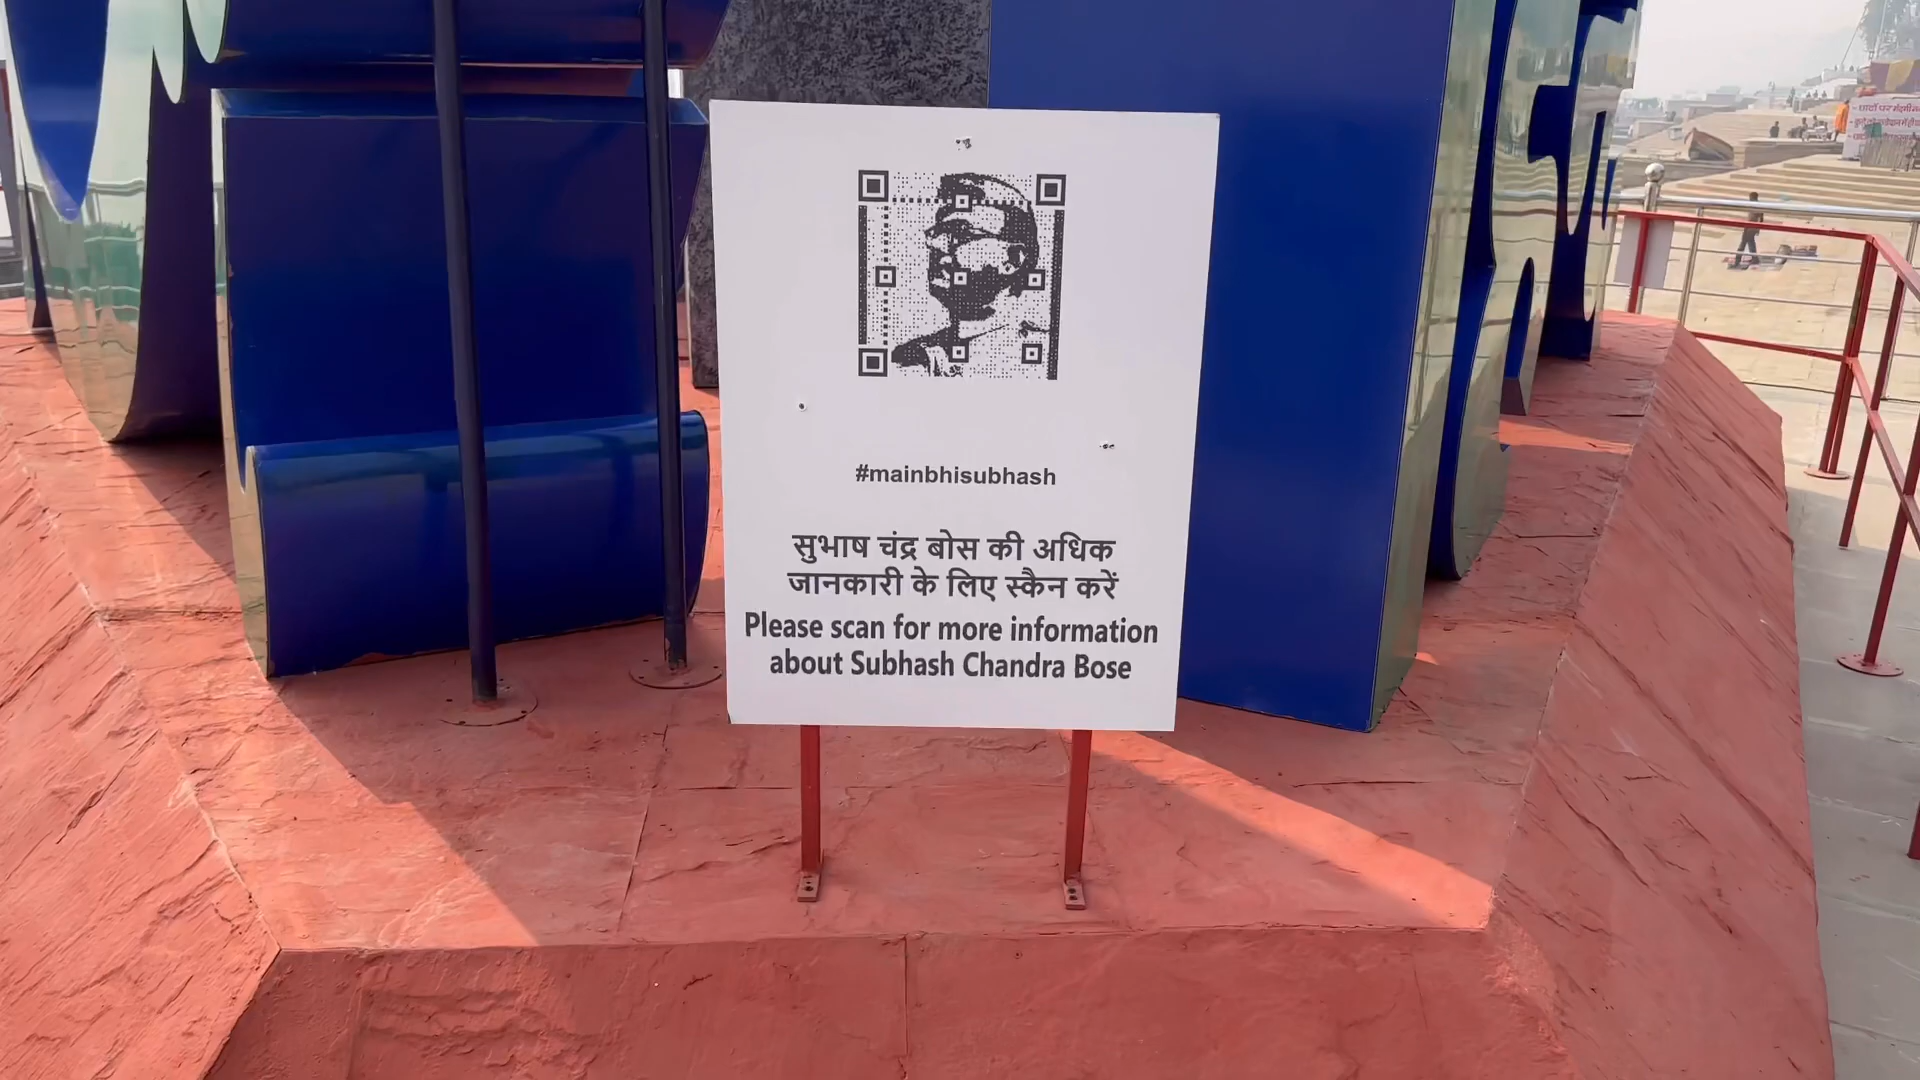 #mainbhisubhash
सुभाष चंद्र बोस की अधिक
जानकारी के लिए स्कैन करें
Please scan for more information
about Subhash Chandra Bose